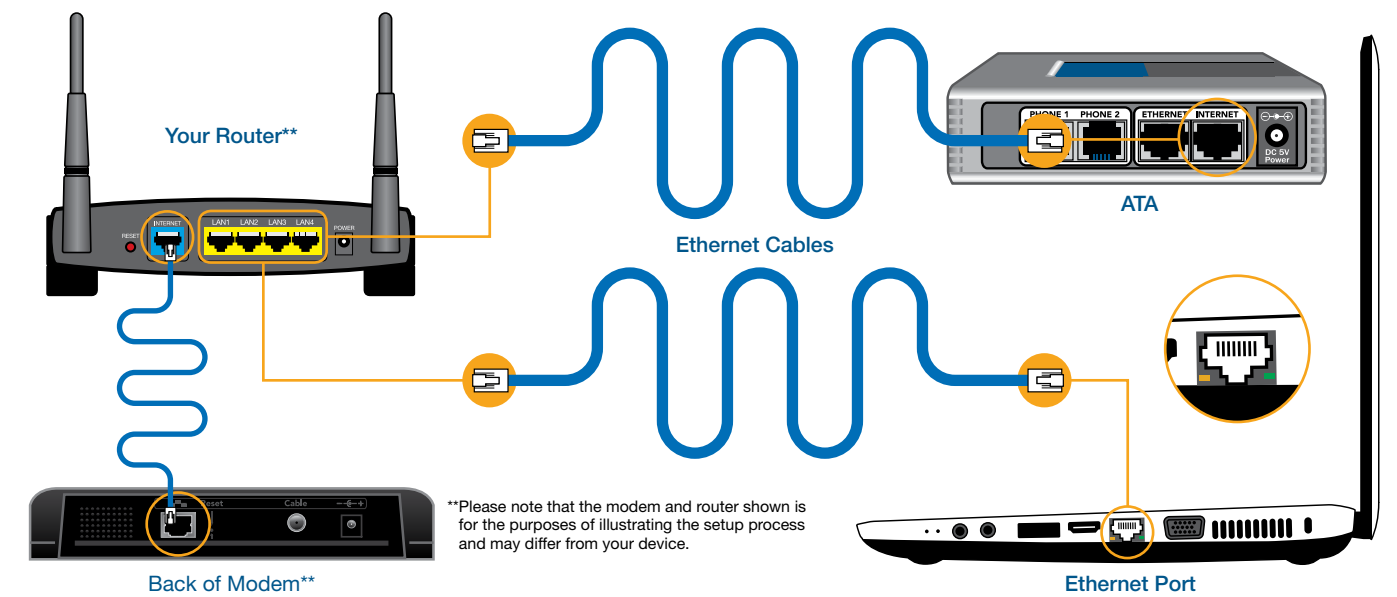 Your Router**
RESET
INTERNET
LAN1 LAN2 LAN3 LAN4
POWER
PHONE 1 PHONE 2 ETHERNET INTERNET
DC 5V
Power
ATA
Ethernet Cables
Reset
Cable
**Please note that the modem and router shown is
for the purposes of illustrating the setup process
and may differ from your device.
Back of Modem**
Ethernet Port